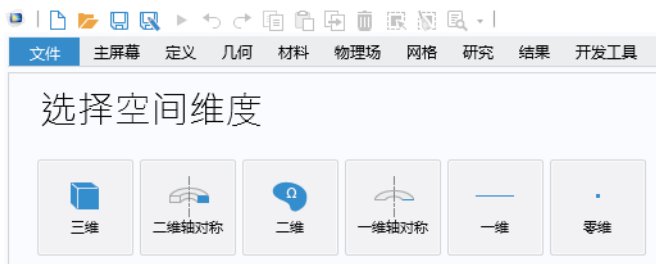 文件 主屏幕 定义 几何 材料 物理场 网格 研究 结果 开发工具
选择空间维度
Ω
三维 二维轴对称 二维 一维轴对称 一维 零维